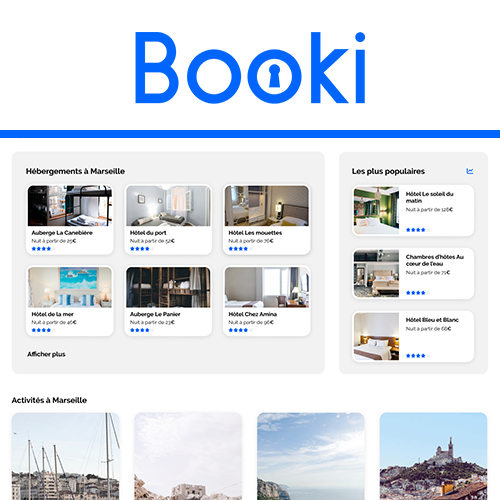 Booki
Hébergements à Marseille
Auberge La Canebière
Nuit à partir de 25€
Hôtel du port
Nuit à partir de 52€
Hôtel Les mouettes
Nuit à partir de 76€
Hôtel de la mer
Nuit à partir de 46€
Auberge Le Panier
Nuit à partir de 23€
Hôtel Chez Amina
Nuit à partir de 96€
Afficher plus
Les plus populaires
Hôtel Le soleil du
matin
Nuit à partir de 128€
Chambres d'hôtes Au
cœur de l'eau
Nuit à partir de 71€
Hôtel Bleu et Blanc
Nuit à partir de 68€
Activités à Marseille